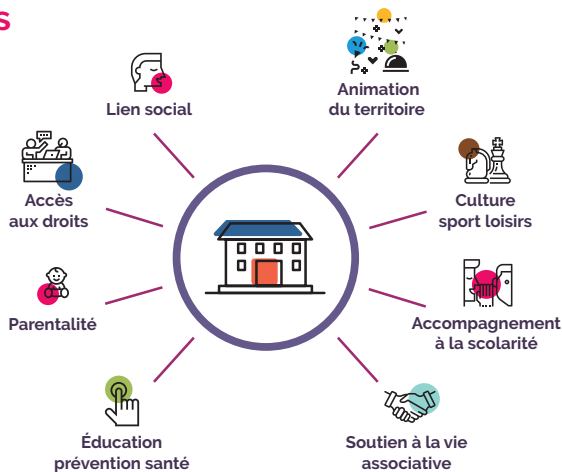 s
Animation
du territoire
Lien social
Accès
aux droits
Culture
sport loisirs
Parentalité
Accompagnement
à la scolarité
Éducation
prévention santé
Soutien à la vie
associative